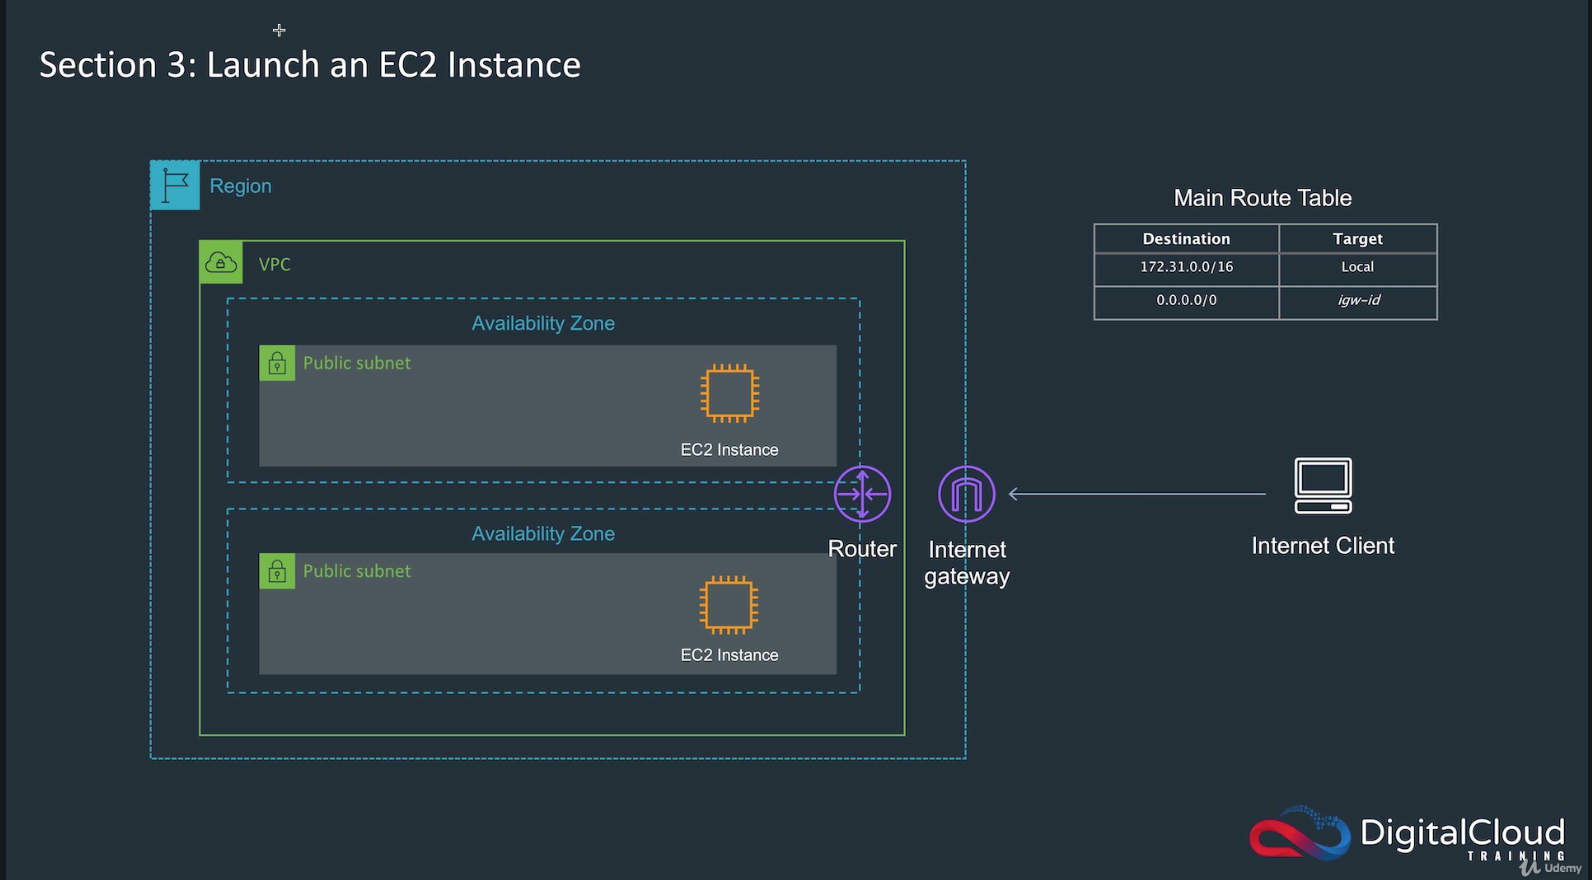 Section 3: Launch an EC2 Instance
Region
VPC
Availability Zone
Public subnet
EC2 Instance
Availability Zone
Public subnet
EC2 Instance
Router
Internet
gateway
Main Route Table
Destination Target
172.31.0.0/16 Local
0.0.0.0/0 igw-id
Internet Client
DigitalCloud
TRAINING
Udemy